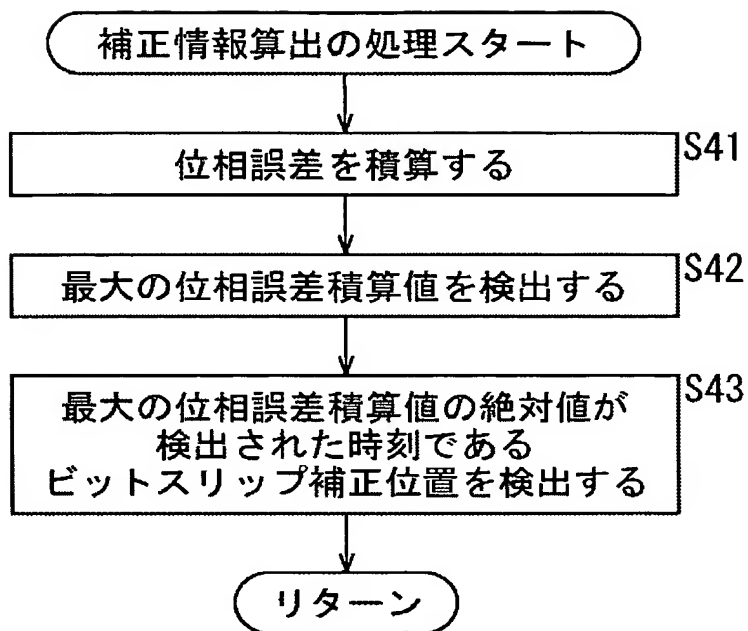 補正情報算出の処理スタート
位相誤差を積算する
S41
最大の位相誤差積算値を検出する
S42
最大の位相誤差積算値の絶対値が
検出された時刻である
ビットスリップ補正位置を検出する
S43
リターン